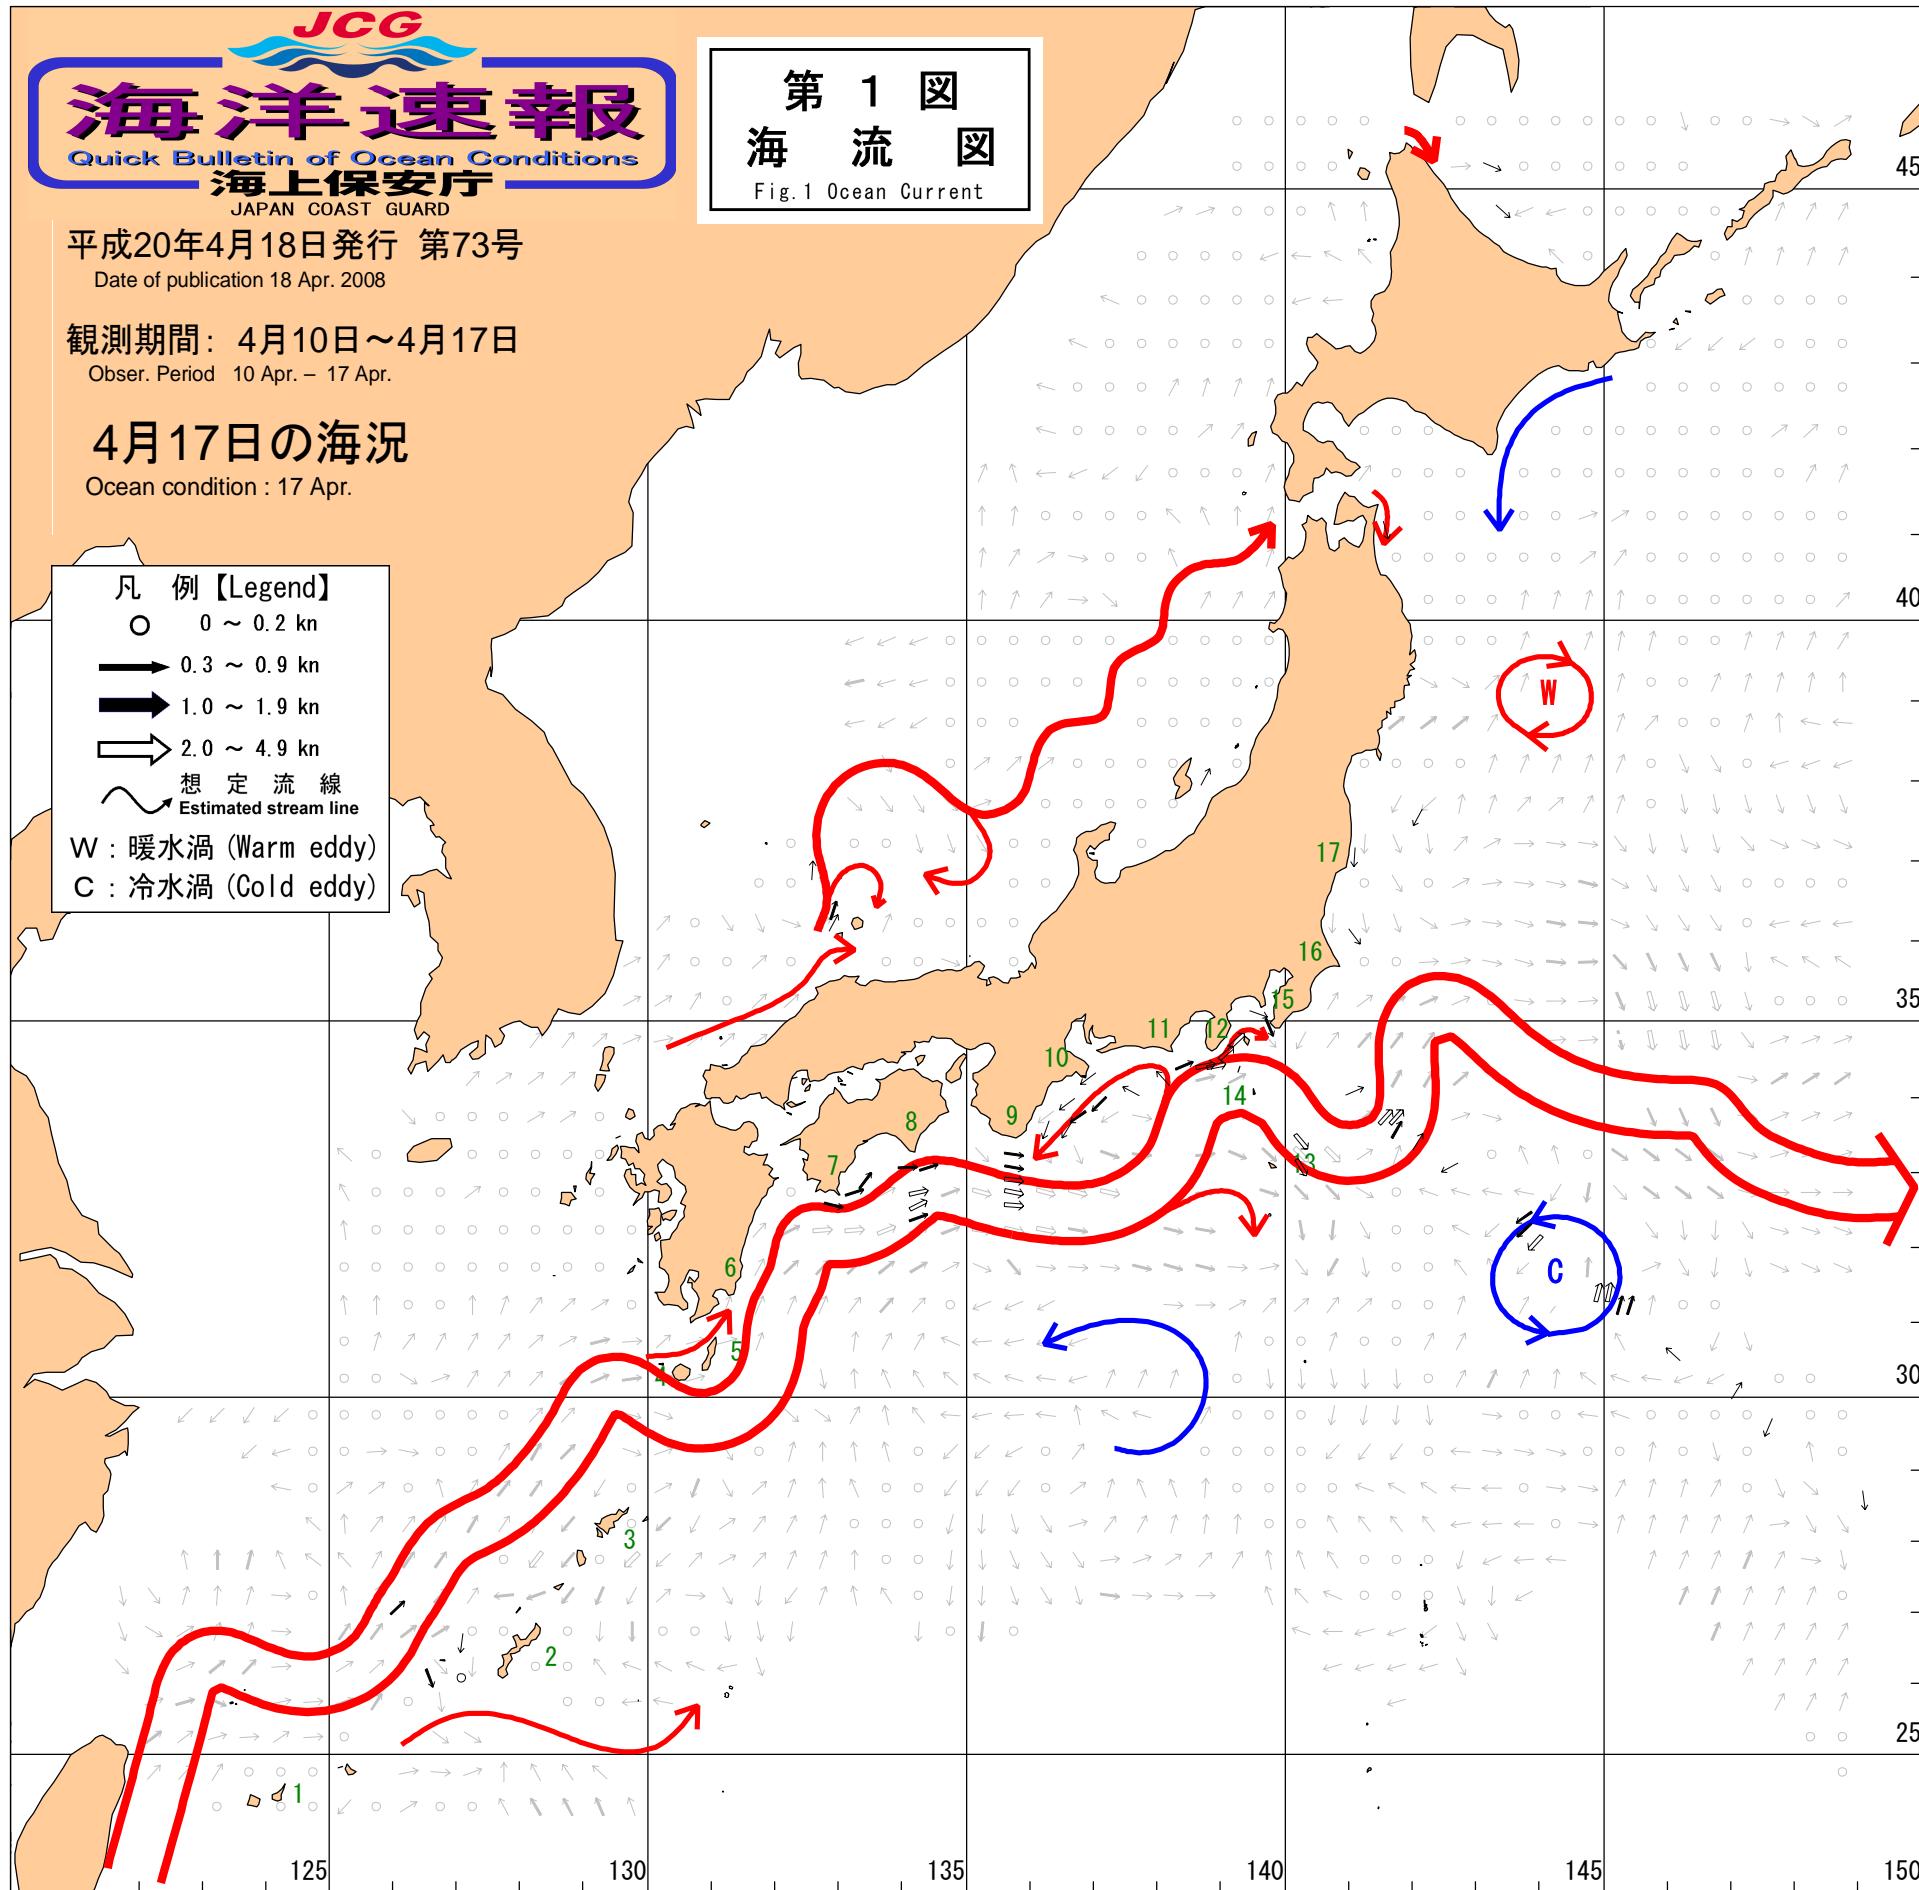 JCG
海洋速報
Quick Bulletin of Ocean Conditions
海上保安庁
JAPAN COAST GUARD
平成20年4月18日発行 第73号
Date of publication 18 Apr. 2008
観測期間: 4月10日～4月17日
Obser. Period 10 Apr. – 17 Apr.
4月17日の海況
Ocean condition : 17 Apr.
第 1 図
海 流 図
Fig.1 Ocean Current
凡 例【Legend】
0 ～ 0.2 kn
0.3 ～ 0.9 kn
1.0 ～ 1.9 kn
2.0 ～ 4.9 kn
想 定 流 線
Estimated stream line
W : 暖水渦 (Warm eddy)
C : 冷水渦 (Cold eddy)
45
40
W
17
16
35
15
12
11
10
14
9
8
7
13
6
C
5
4
30
3
2
25
1
125
130
135
140
145
150